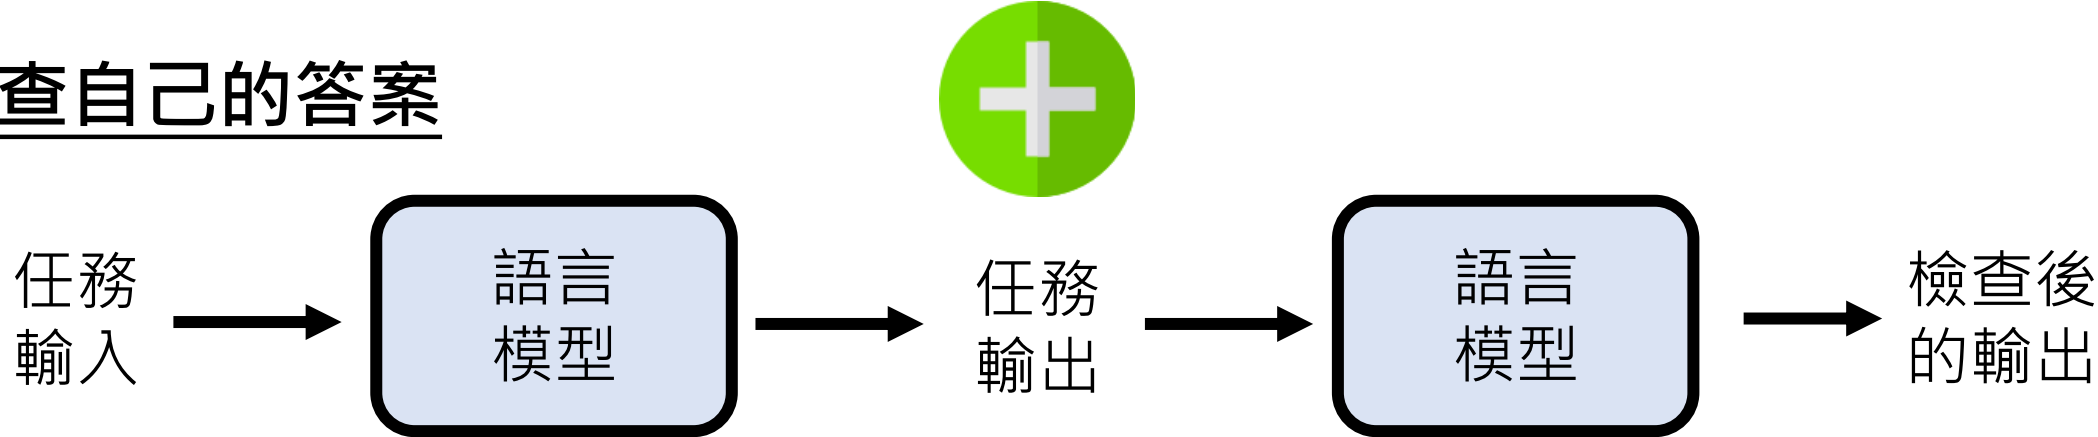 查自己的答案
任務
輸入
語言
模型
任務
輸出
語言
模型
檢查後
的輸出